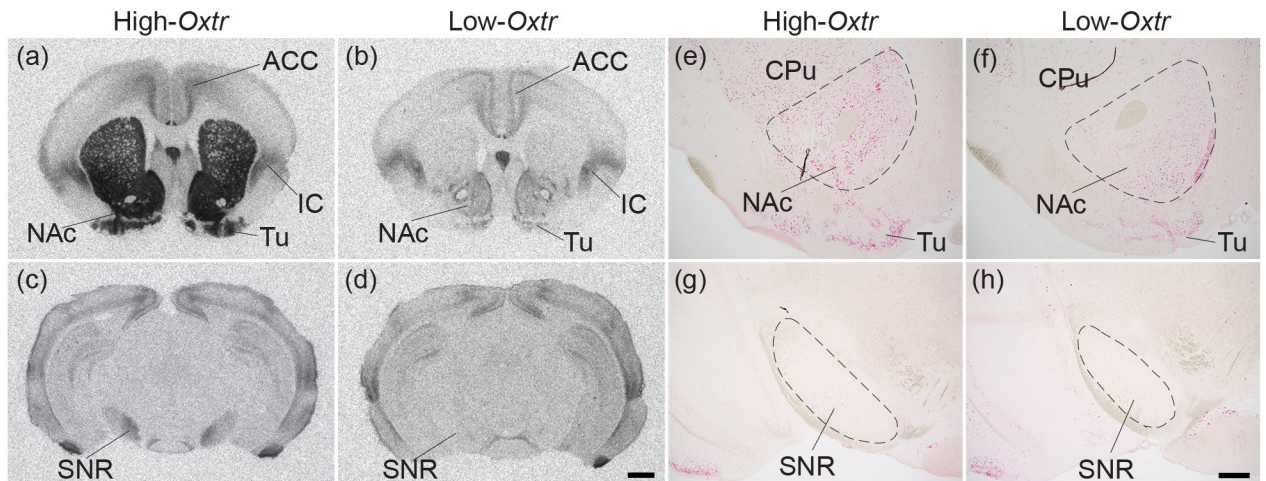 High-Oxtr
Low-Oxtr
High-Oxtr
Low-Oxtr
(a)
ACC
IC
NAc
Tu
(b)
ACC
IC
NAc
Tu
(e)
CPu
NAc
Tu
(f)
CPu
NAc
Tu
(c)
SNR
(d)
SNR
(g)
SNR
(h)
SNR